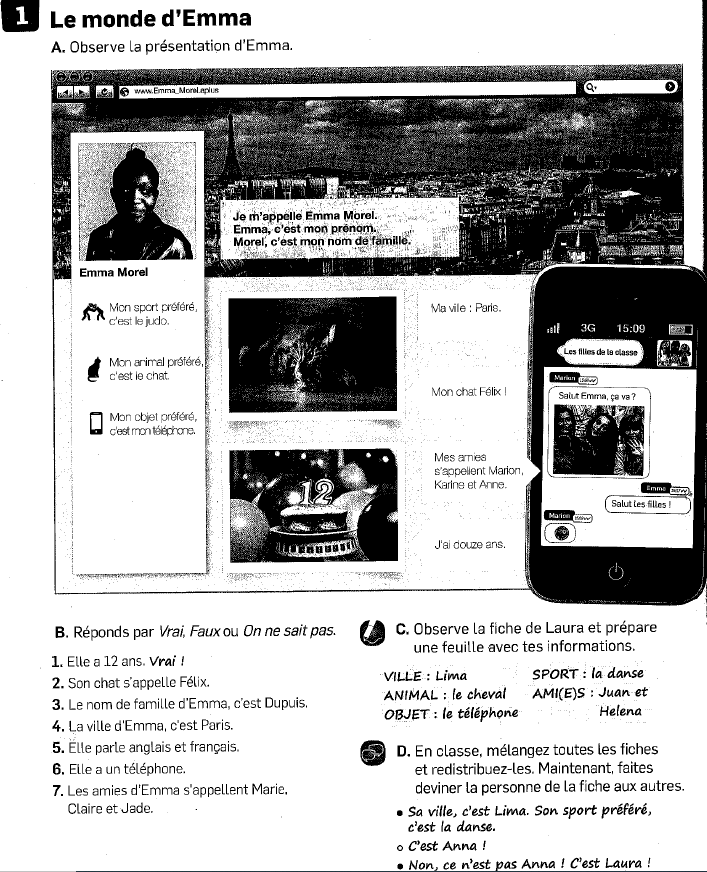 1 Le monde d'Emma
A. Observe la présentation d'Emma.
www.Emma_Morel.eplus
Je m'appelle Emma Morel.
Emma, c'est mon prénom.
Morel, c'est mon nom de famille.
Emma Morel
Mon sport préféré,
c'est le judo.
Mon animal préféré,
c'est le chat.
Mon objet préféré,
c'est mon téléphone.
Ma ville : Paris.
Mon chat Félix !
Mes amies
s'appellent Marion,
Karine et Anne.
12
J'ai douze ans.
3G 15:09
Les filles de la classe
Marion
Salut Emma, ça va ?
Emma
Salut les filles !
Marion
B. Réponds par Vrai, Faux ou On ne sait pas.
1. Elle a 12 ans. Vrai !
2. Son chat s'appelle Félix.
3. Le nom de famille d'Emma, c'est Dupuis.
4. La ville d'Emma, c'est Paris.
5. Elle parle anglais et français.
6. Elle a un téléphone.
7. Les amies d'Emma s'appellent Marie,
Claire et Jade.
C. Observe la fiche de Laura et prépare
une feuille avec tes informations.
VILLE : Lima
ANIMAL : le cheval
OBJET : le téléphone
SPORT : la danse
AMI(E)S : Juan et
Helena
D. En classe, mélangez toutes les fiches
et redistribuez-les. Maintenant, faites
deviner la personne de la fiche aux autres.
• Sa ville, c'est Lima. Son sport préféré,
c'est la danse.
o C'est Anna !
• Non, ce n'est pas Anna ! C'est Laura !